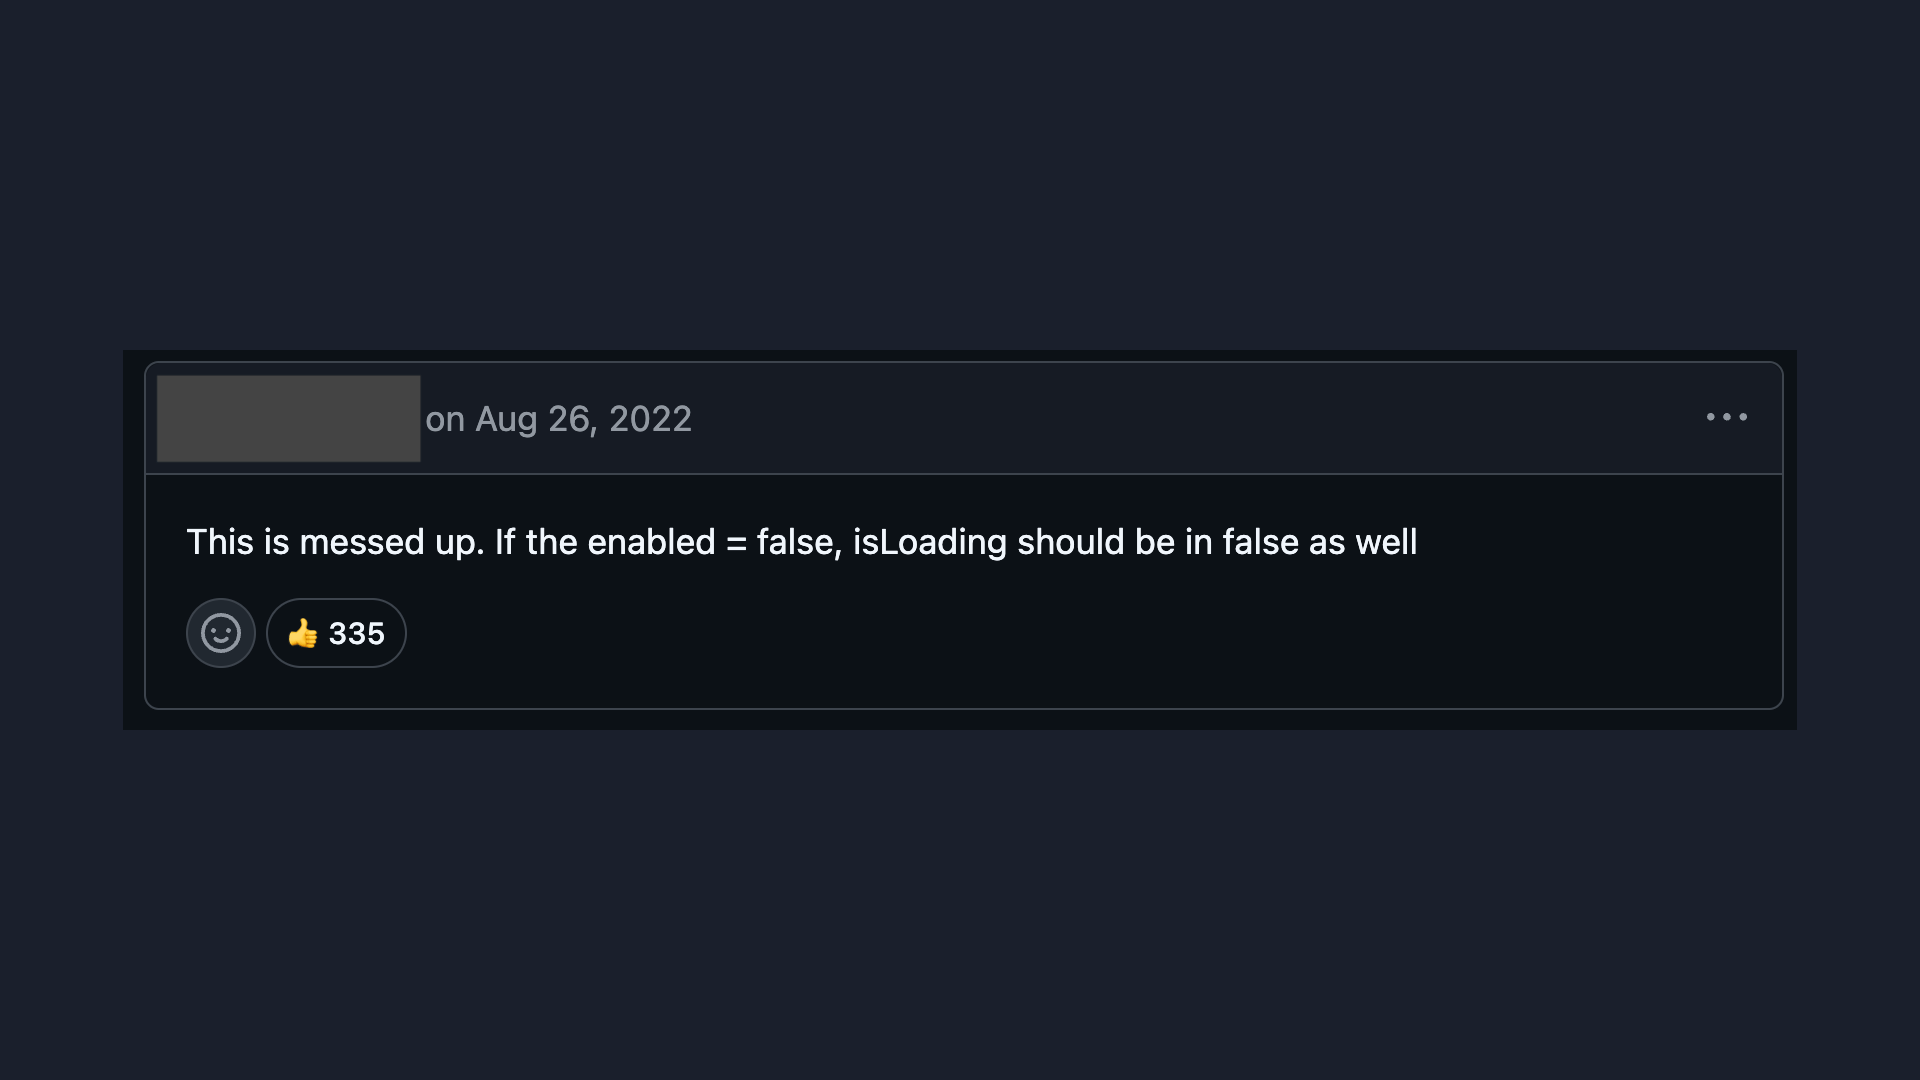 on Aug 26, 2022
This is messed up. If the enabled = false, isLoading should be in false as well
👍 335